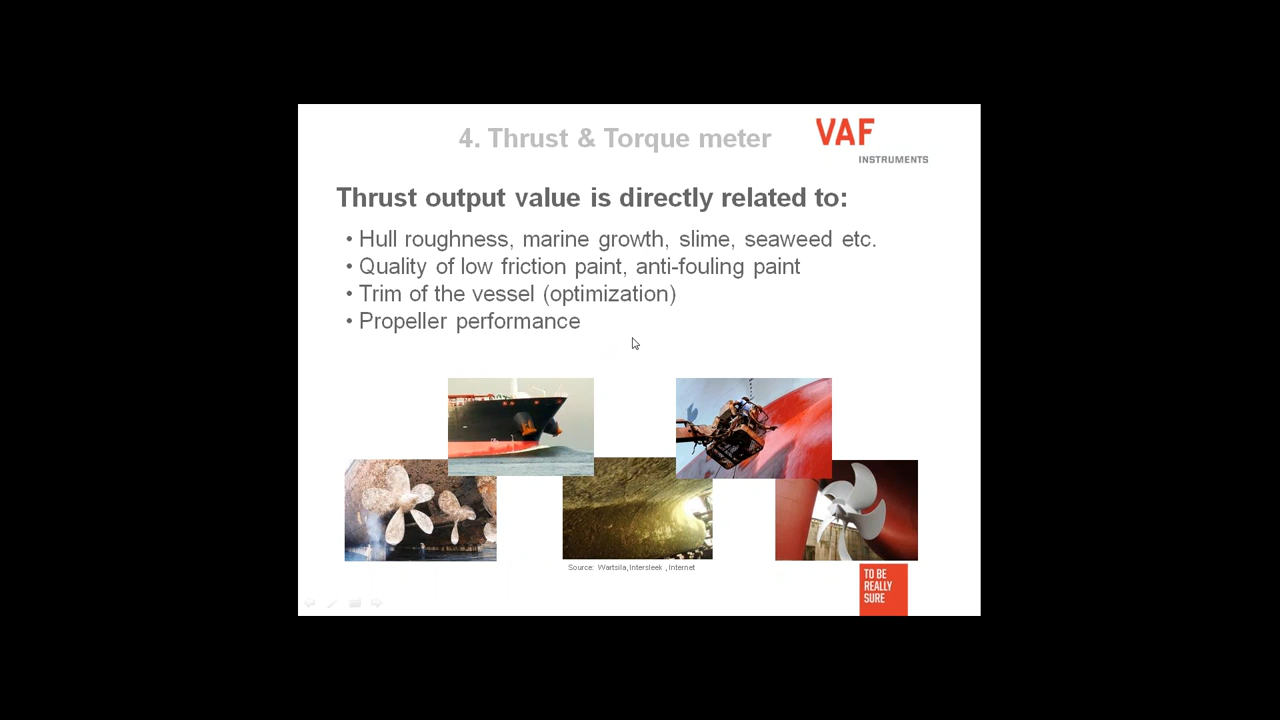 4. Thrust & Torque meter
VAF
INSTRUMENTS
Thrust output value is directly related to:
• Hull roughness, marine growth, slime, seaweed etc.
• Quality of low friction paint, anti-fouling paint
• Trim of the vessel (optimization)
• Propeller performance
Source: Wartsila, Intersleek , Internet
TO BE
REALLY
SURE